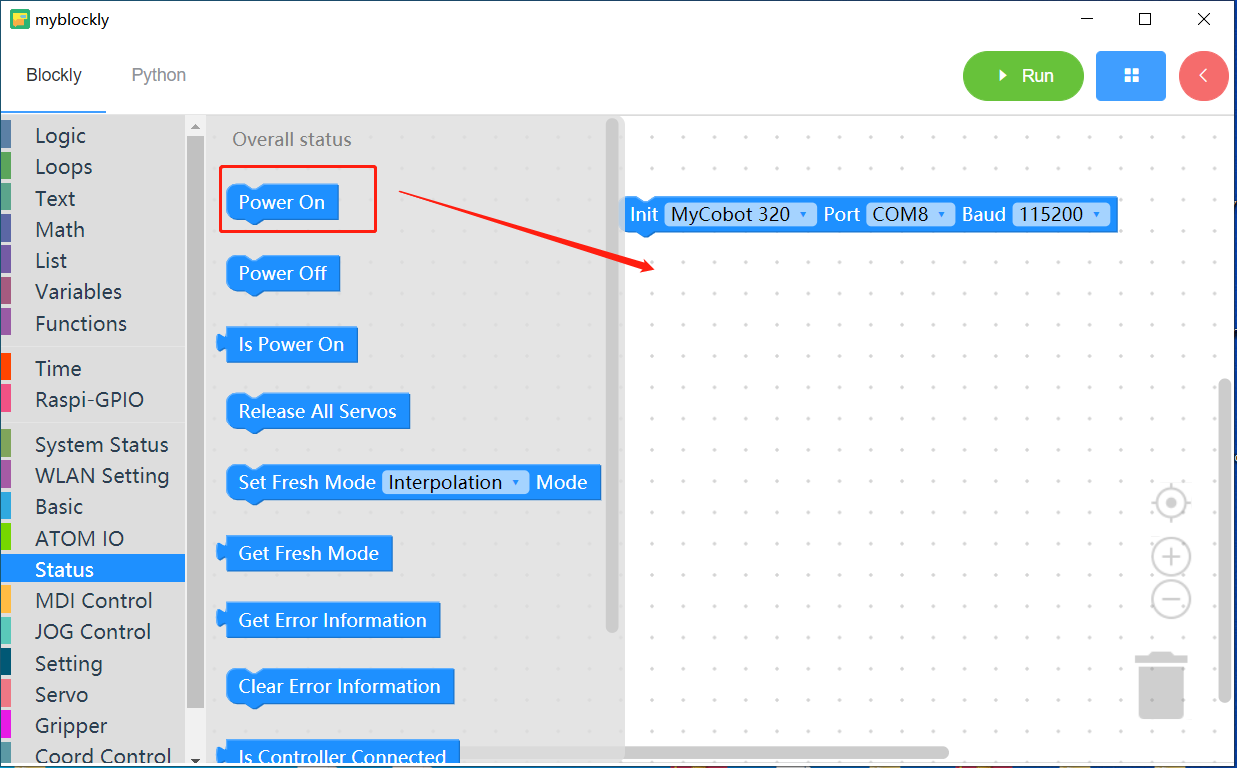 myblockly
Blockly
Python
Run
Logic
Loops
Text
Math
List
Variables
Functions
Time
Raspi-GPIO
System Status
WLAN Setting
Basic
ATOM IO
Status
MDI Control
JOG Control
Setting
Servo
Gripper
Coord Control
Overall status
Power On
Power Off
Is Power On
Release All Servos
Set Fresh Mode Interpolation Mode
Get Fresh Mode
Get Error Information
Clear Error Information
Is Controller Connected
Init MyCobot 320 Port COM8 Baud 115200